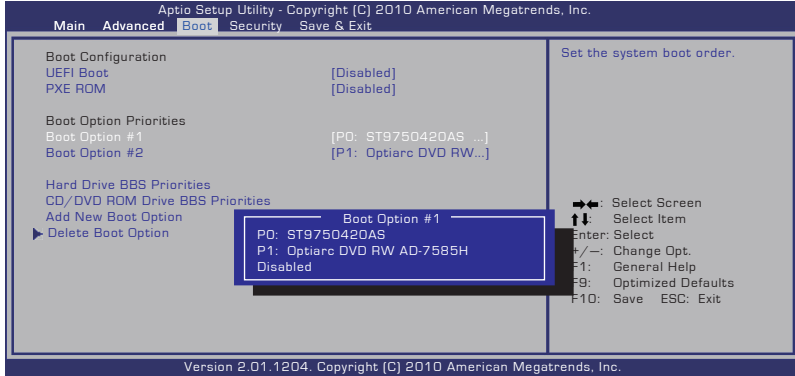 Aptio Setup Utility - Copyright (C) 2010 American Megatrends, Inc.
Main Advanced Boot Security Save & Exit
Boot Configuration
UEFI Boot [Disabled]
PXE ROM [Disabled]
Boot Option Priorities
Boot Option #1 [P0: ST9750420AS ...]
Boot Option #2 [P1: Optiarc DVD RW...]
Hard Drive BBS Priorities
CD/DVD ROM Drive BBS Priorities
Add New Boot Option
Delete Boot Option
Boot Option #1
P0: ST9750420AS
P1: Optiarc DVD RW AD-7585H
Disabled
Set the system boot order.
→←: Select Screen
↑↓: Select Item
Enter: Select
+/—: Change Opt.
F1: General Help
F9: Optimized Defaults
F10: Save ESC: Exit
Version 2.01.1204. Copyright (C) 2010 American Megatrends, Inc.